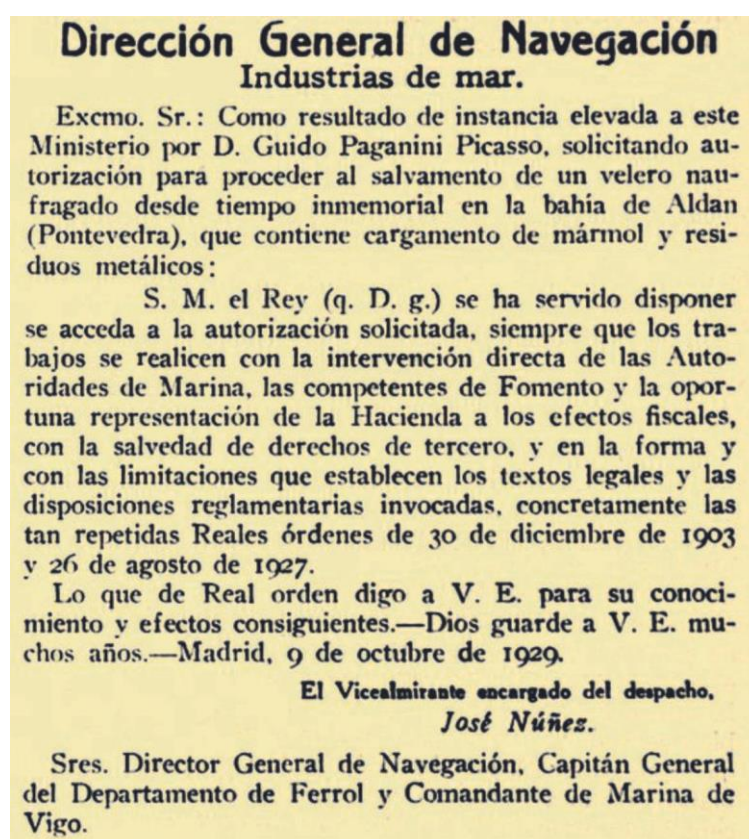 Dirección General de Navegación
Industrias de mar.
Excmo. Sr.: Como resultado de instancia elevada a este
Ministerio por D. Guido Paganini Picasso, solicitando au-
torización para proceder al salvamento de un velero nau-
fragado desde tiempo inmemorial en la bahía de Aldan
(Pontevedra), que contiene cargamento de mármol y resi-
duos metálicos:
S. M. el Rey (q. D. g.) se ha servido disponer
se acceda a la autorización solicitada, siempre que los tra-
bajos se realicen con la intervención directa de las Auto-
ridades de Marina, las competentes de Fomento y la opor-
tuna representación de la Hacienda a los efectos fiscales,
con la salvedad de derechos de tercero, y en la forma y
con las limitaciones que establecen los textos legales y las
disposiciones reglamentarias invocadas, concretamente las
tan repetidas Reales órdenes de 30 de diciembre de 1903
y 26 de agosto de 1927.
Lo que de Real orden digo a V. E. para su conoci-
miento y efectos consiguientes.—Dios guarde a V. E. mu-
chos años.—Madrid, 9 de octubre de 1929.
El Vicealmirante encargado del despacho,
José Núñez.
Sres. Director General de Navegación, Capitán General
del Departamento de Ferrol y Comandante de Marina de
Vigo.